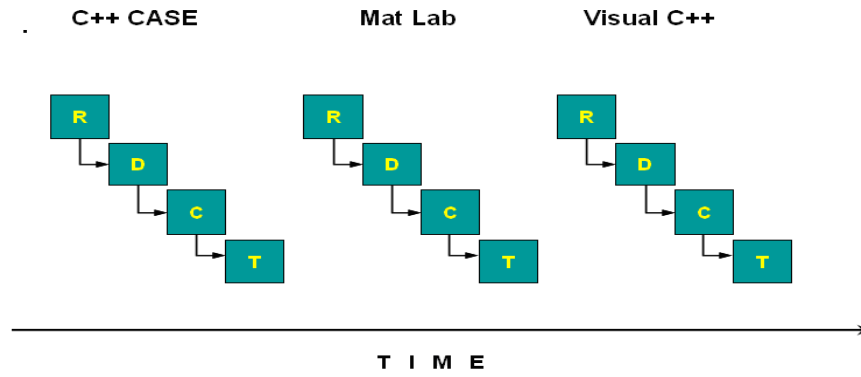 C++ CASE Mat Lab Visual C++
.
R R R
D D D
C C C
T T T
T I M E